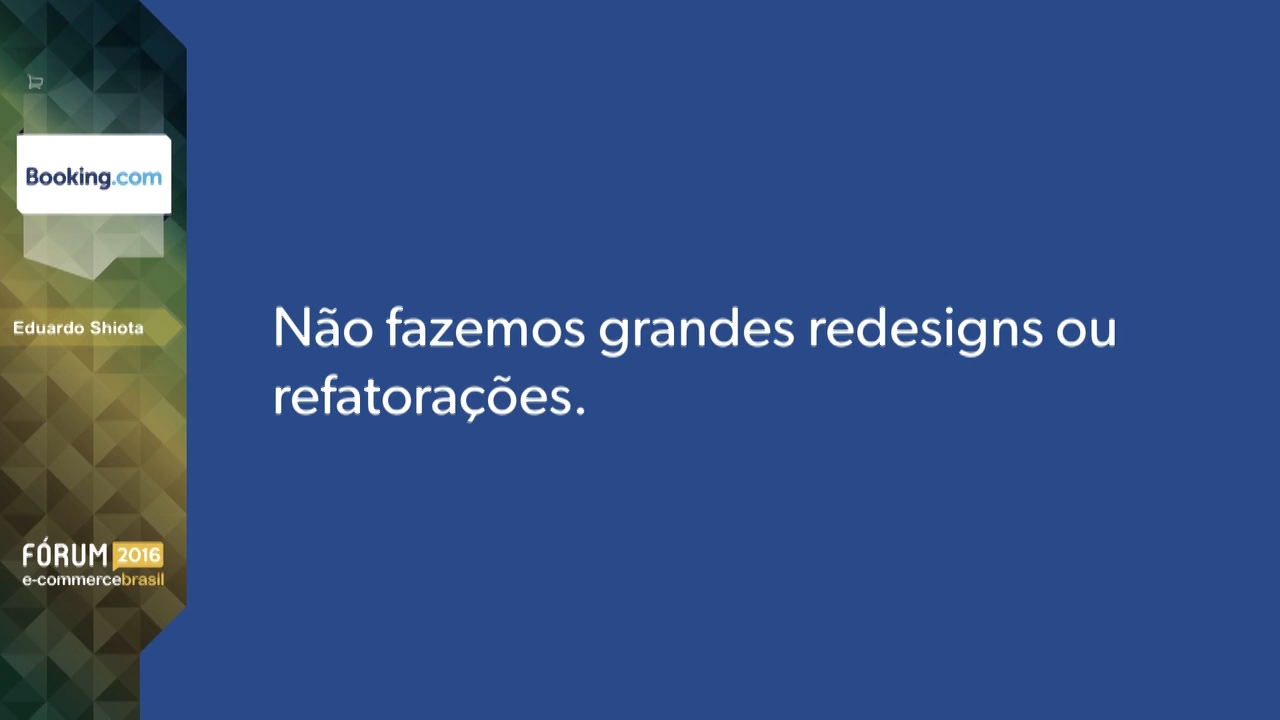 Booking.com
Eduardo Shiota
FÓRUM 2016
e-commercebrasil
Não fazemos grandes redesigns ou
refatorações.